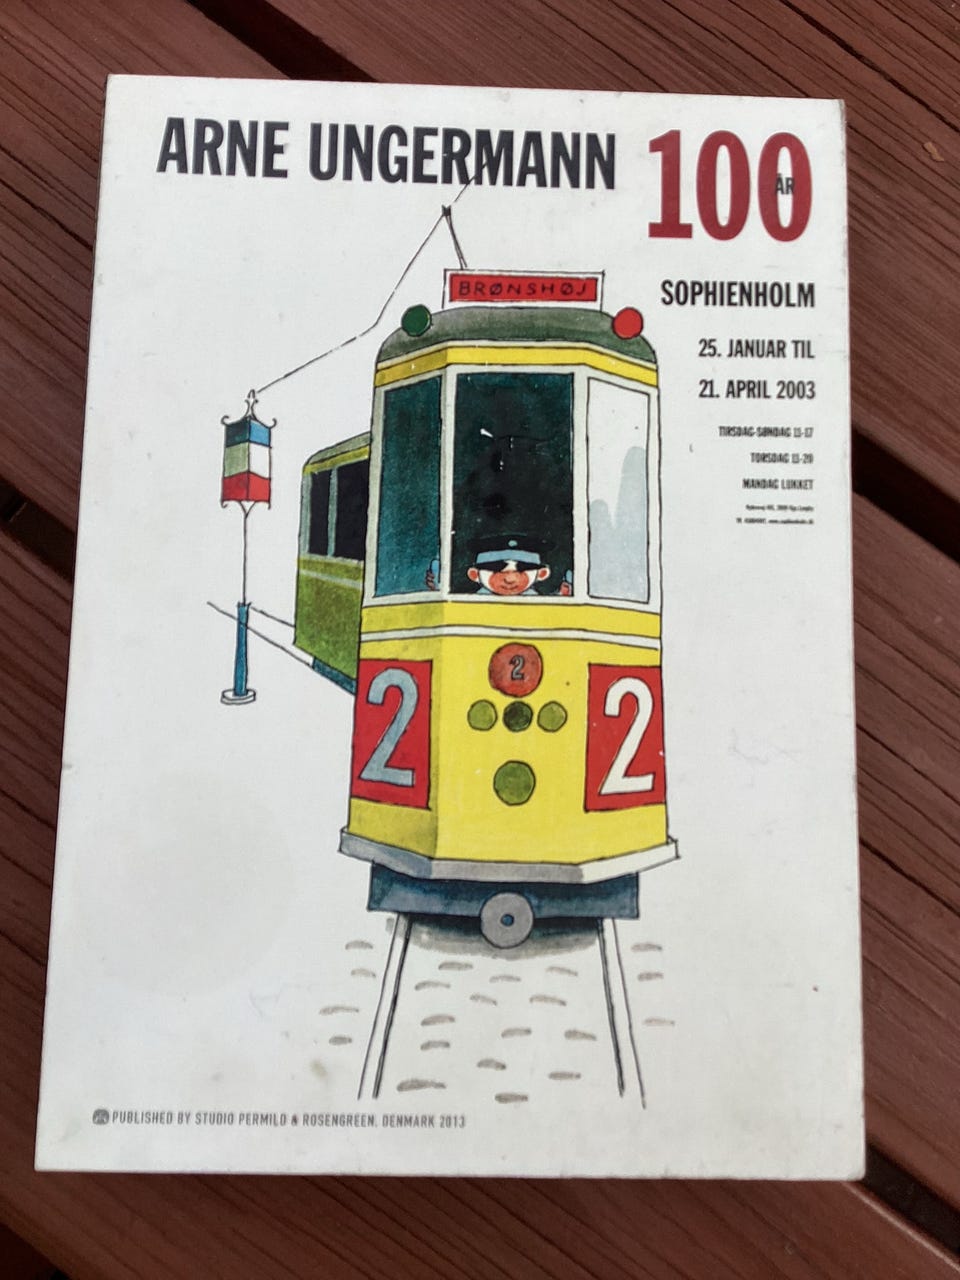 ARNE UNGERMANN
100
ÅR
BRØNSHØJ
SOPHIENHOLM
25. JANUAR TIL
21. APRIL 2003
TIRSDAG-SØNDAG 11-17
TORSDAG 11-20
MANDAG LUKKET
2
2
2
PUBLISHED BY STUDIO PERMILD & ROSENGREEN. DENMARK 2013